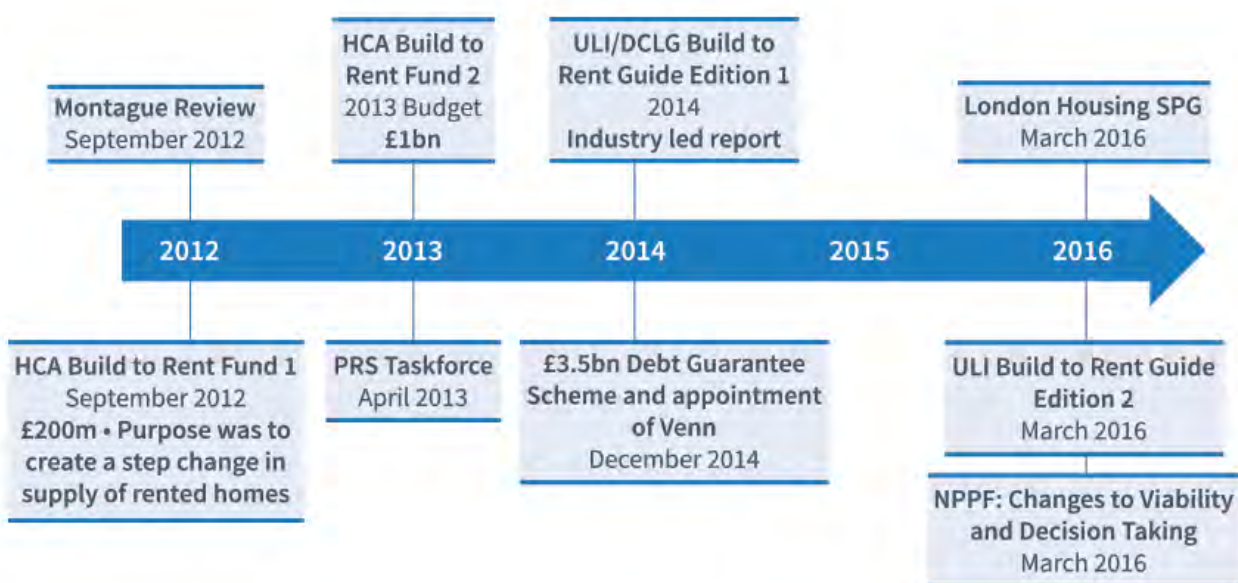 Montague Review
September 2012
HCA Build to
Rent Fund 2
2013 Budget
£1bn
ULI/DCLG Build to
Rent Guide Edition 1
2014
Industry led report
London Housing SPG
March 2016
2012
2013
2014
2015
2016
HCA Build to Rent Fund 1
September 2012
£200m • Purpose was to
create a step change in
supply of rented homes
PRS Taskforce
April 2013
£3.5bn Debt Guarantee
Scheme and appointment
of Venn
December 2014
ULI Build to Rent Guide
Edition 2
March 2016
NPPF: Changes to Viability
and Decision Taking
March 2016